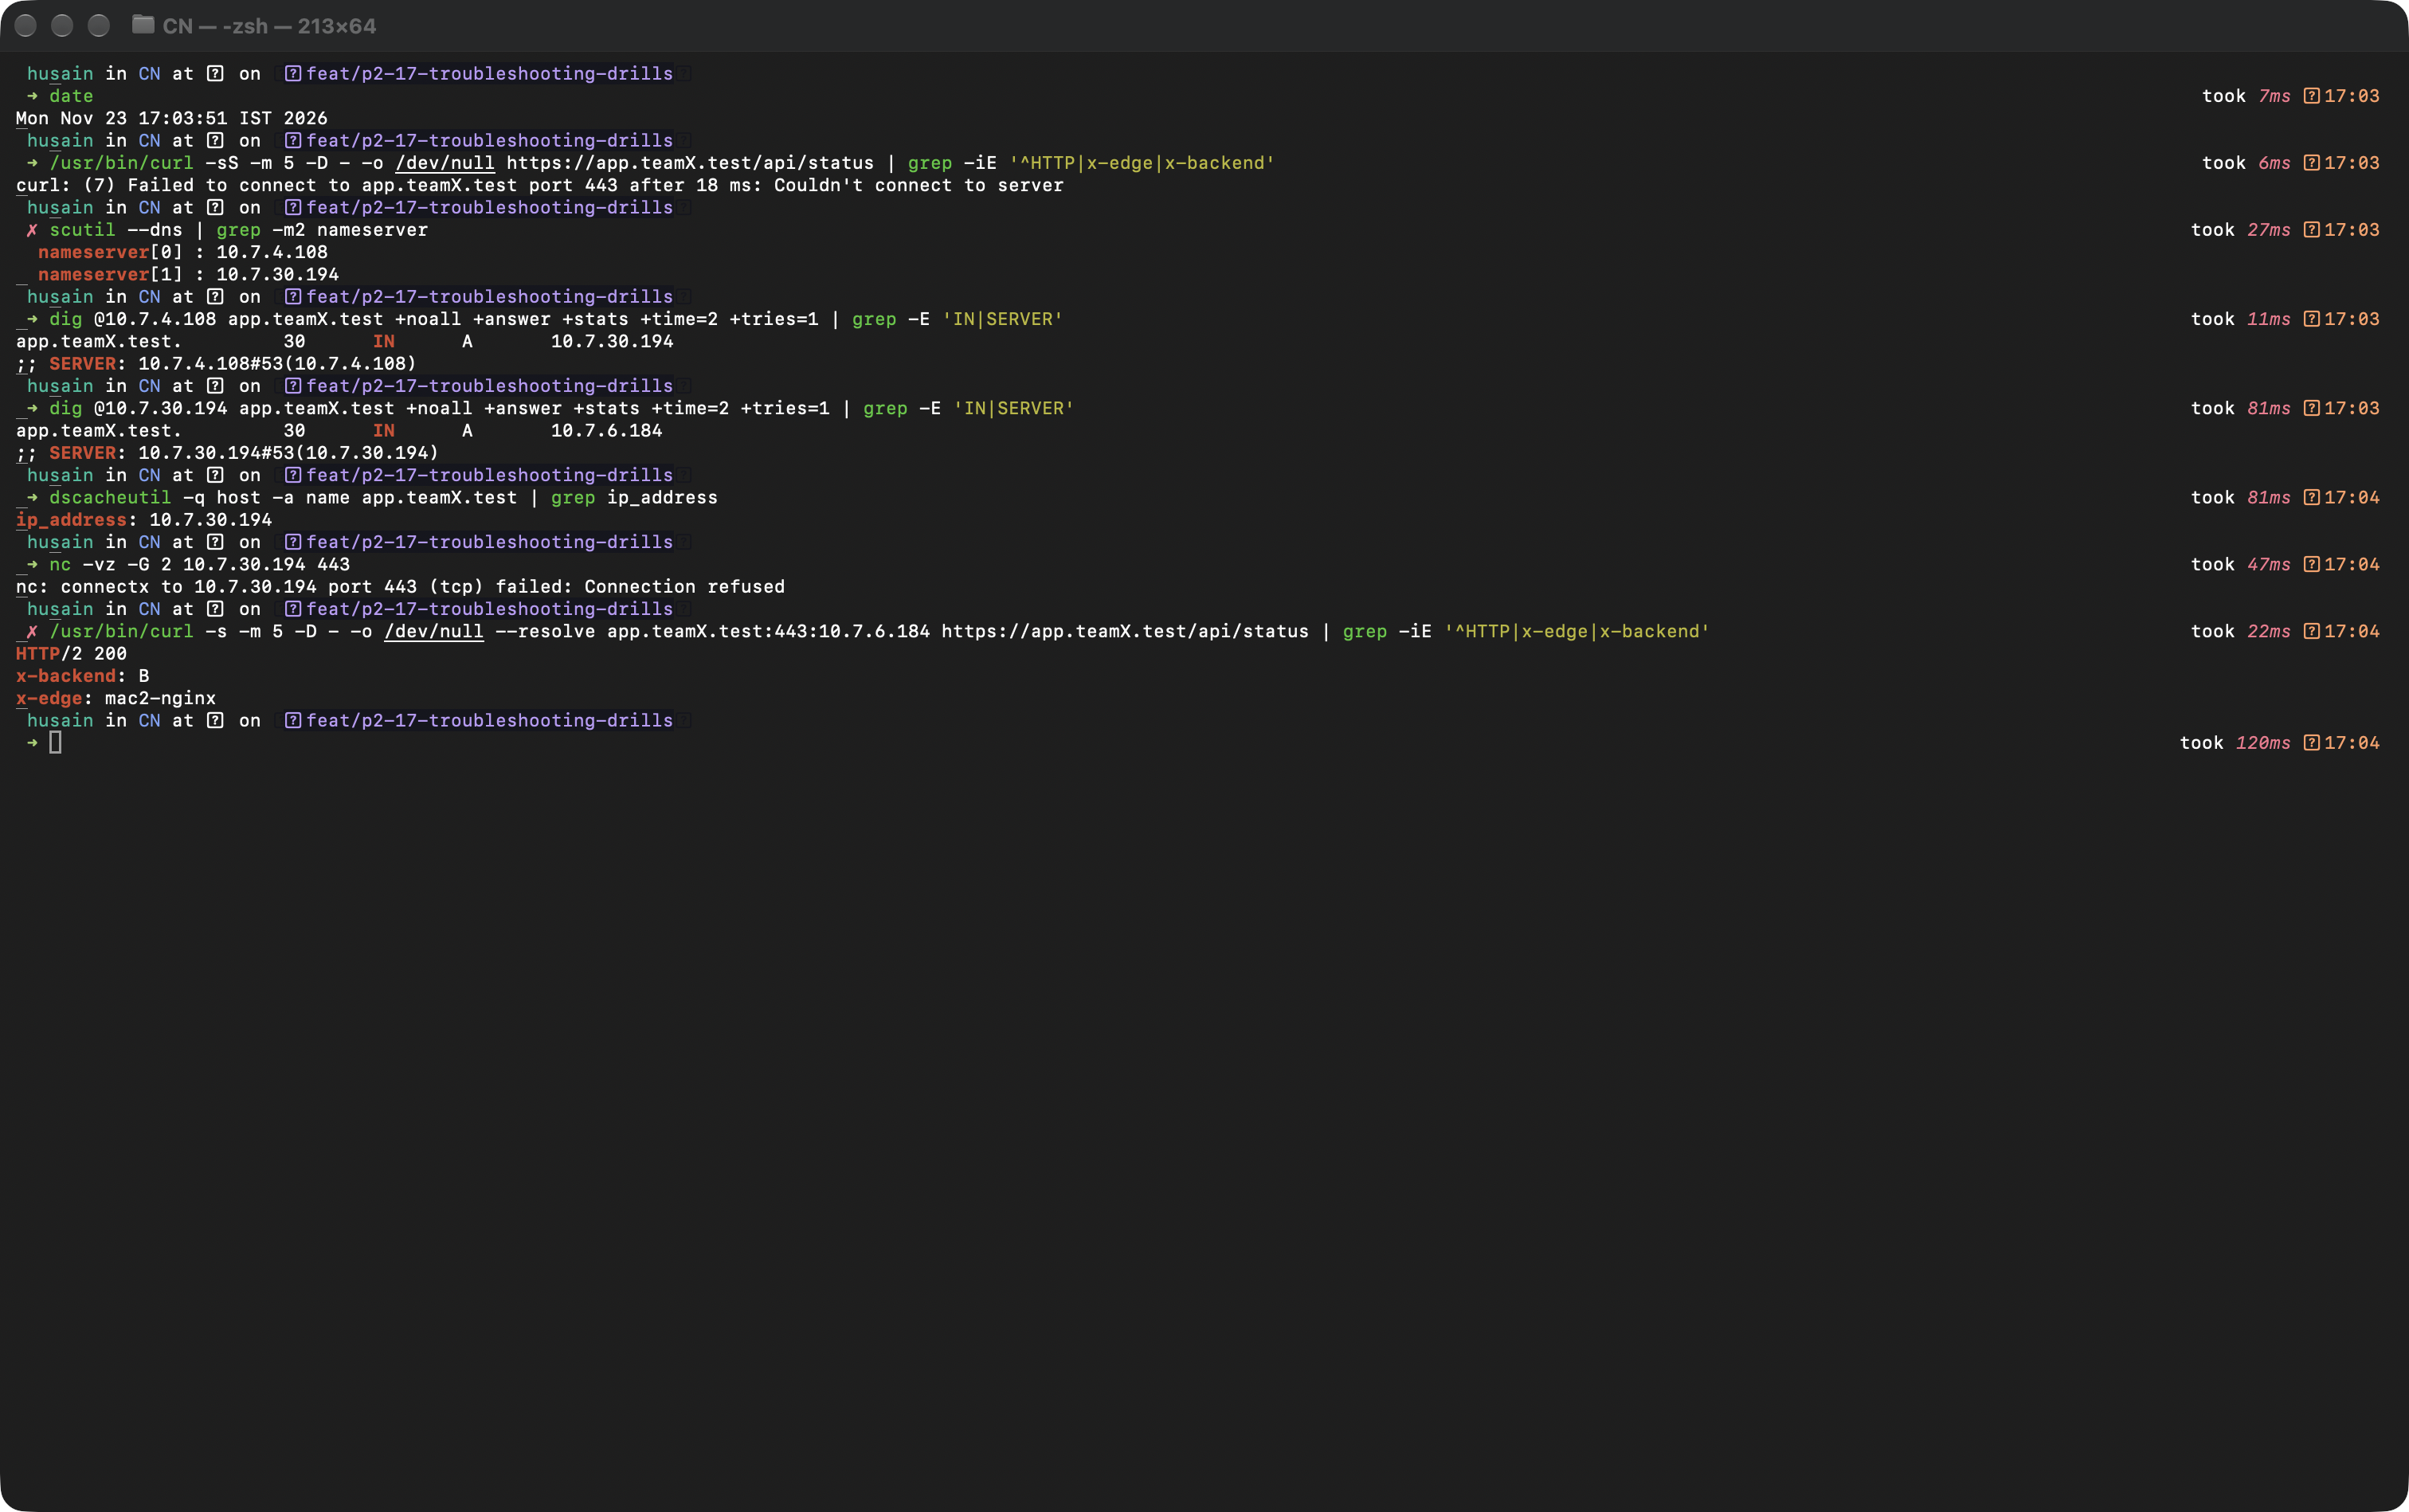 CN — -zsh — 213×64
husain in CN at ? on ? feat/p2-17-troubleshooting-drills
→ date took 7ms ? 17:03
Mon Nov 23 17:03:51 IST 2026
husain in CN at ? on ? feat/p2-17-troubleshooting-drills
→ /usr/bin/curl -sS -m 5 -D - -o /dev/null https://app.teamX.test/api/status | grep -iE '^HTTP|x-edge|x-backend' took 6ms ? 17:03
curl: (7) Failed to connect to app.teamX.test port 443 after 18 ms: Couldn't connect to server
husain in CN at ? on ? feat/p2-17-troubleshooting-drills
✗ scutil --dns | grep -m2 nameserver took 27ms ? 17:03
nameserver[0] : 10.7.4.108
nameserver[1] : 10.7.30.194
husain in CN at ? on ? feat/p2-17-troubleshooting-drills
→ dig @10.7.4.108 app.teamX.test +noall +answer +stats +time=2 +tries=1 | grep -E 'IN|SERVER' took 11ms ? 17:03
app.teamX.test. 30 IN A 10.7.30.194
;; SERVER: 10.7.4.108#53(10.7.4.108)
husain in CN at ? on ? feat/p2-17-troubleshooting-drills
→ dig @10.7.30.194 app.teamX.test +noall +answer +stats +time=2 +tries=1 | grep -E 'IN|SERVER' took 81ms ? 17:03
app.teamX.test. 30 IN A 10.7.6.184
;; SERVER: 10.7.30.194#53(10.7.30.194)
husain in CN at ? on ? feat/p2-17-troubleshooting-drills
→ dscacheutil -q host -a name app.teamX.test | grep ip_address took 81ms ? 17:04
ip_address: 10.7.30.194
husain in CN at ? on ? feat/p2-17-troubleshooting-drills
→ nc -vz -G 2 10.7.30.194 443 took 47ms ? 17:04
nc: connectx to 10.7.30.194 port 443 (tcp) failed: Connection refused
husain in CN at ? on ? feat/p2-17-troubleshooting-drills
✗ /usr/bin/curl -s -m 5 -D - -o /dev/null --resolve app.teamX.test:443:10.7.6.184 https://app.teamX.test/api/status | grep -iE '^HTTP|x-edge|x-backend' took 22ms ? 17:04
HTTP/2 200
x-backend: B
x-edge: mac2-nginx
husain in CN at ? on ? feat/p2-17-troubleshooting-drills
→ took 120ms ? 17:04